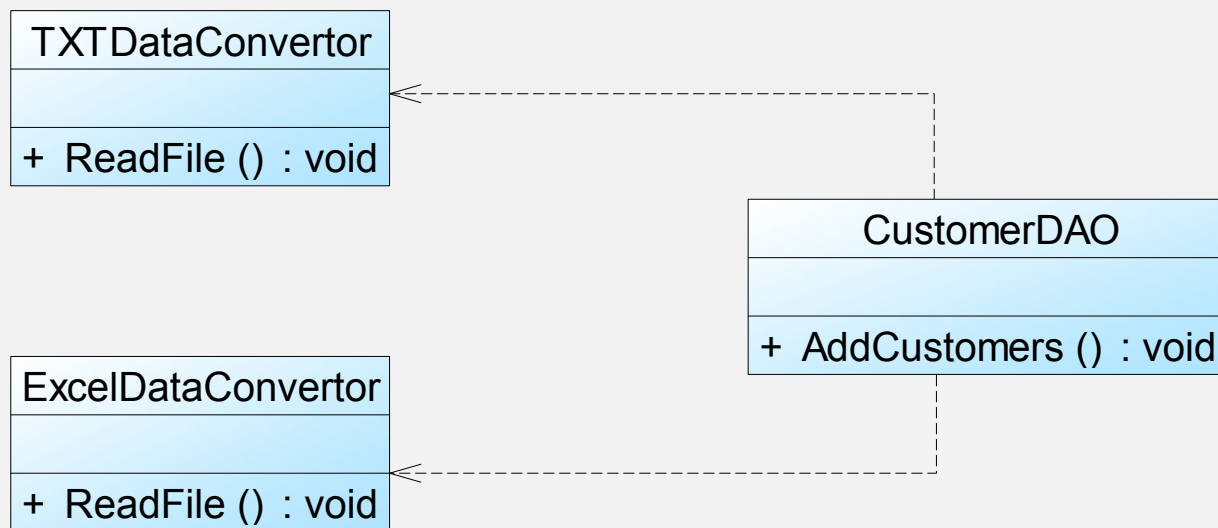 TXTDataConvertor
+ ReadFile () : void
CustomerDAO
+ AddCustomers () : void
ExcelDataConvertor
+ ReadFile () : void